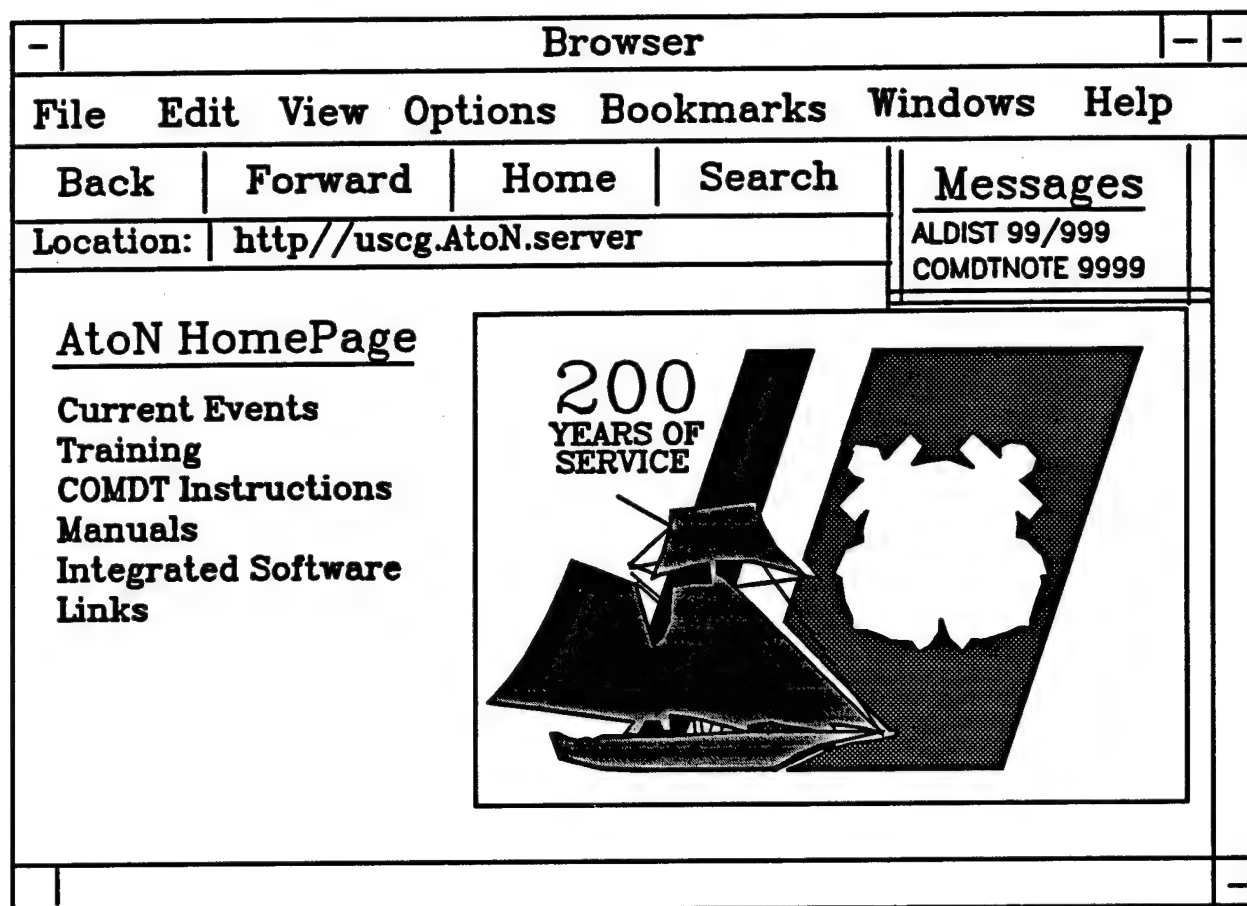 Browser
File Edit View Options Bookmarks Windows Help
Back Forward Home Search
Location: http//uscg.AtoN.server
Messages
ALDIST 99/999
COMDTNOTE 9999
AtoN HomePage
Current Events
Training
COMDT Instructions
Manuals
Integrated Software
Links
200
YEARS OF
SERVICE